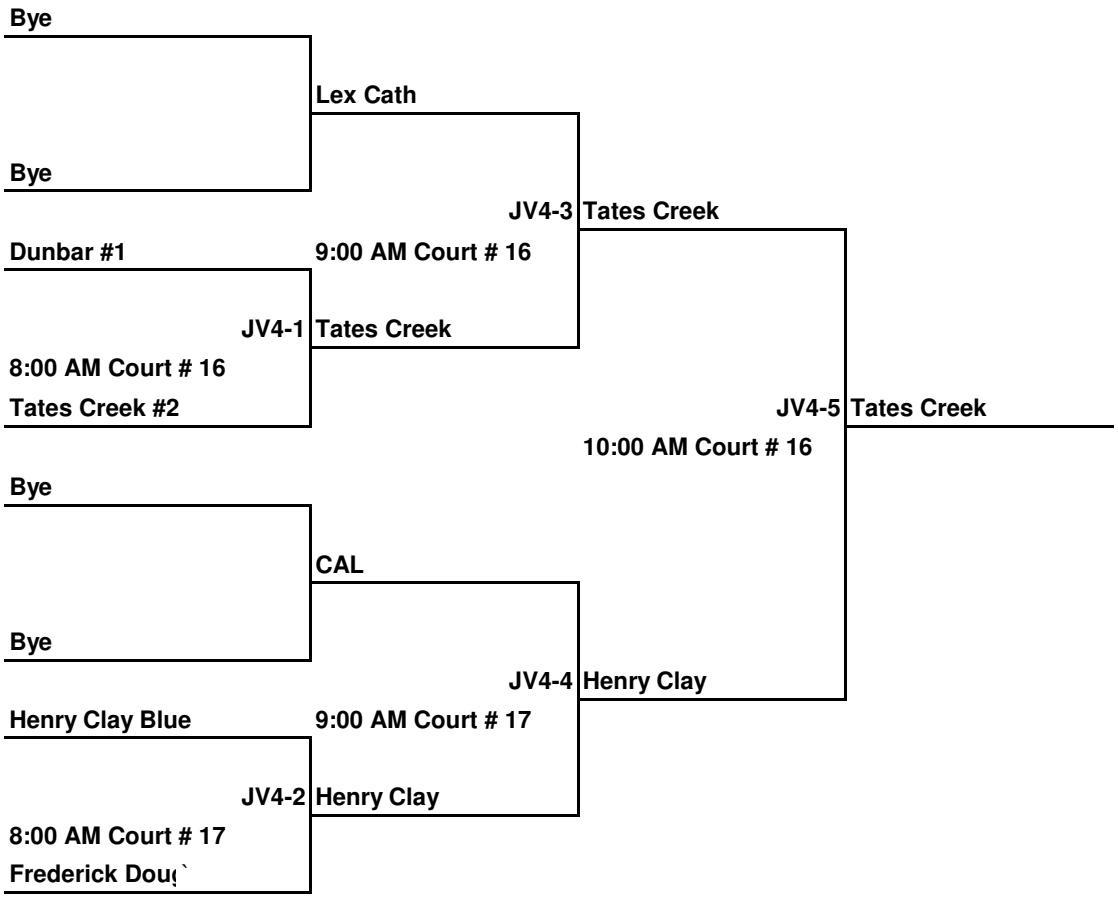 Bye
Lex Cath
Bye
JV4-3 Tates Creek
Dunbar #1 9:00 AM Court # 16
JV4-1 Tates Creek
8:00 AM Court # 16
Tates Creek #2 JV4-5 Tates Creek
10:00 AM Court # 16
Bye
CAL
Bye
JV4-4 Henry Clay
Henry Clay Blue 9:00 AM Court # 17
JV4-2 Henry Clay
8:00 AM Court # 17
Frederick